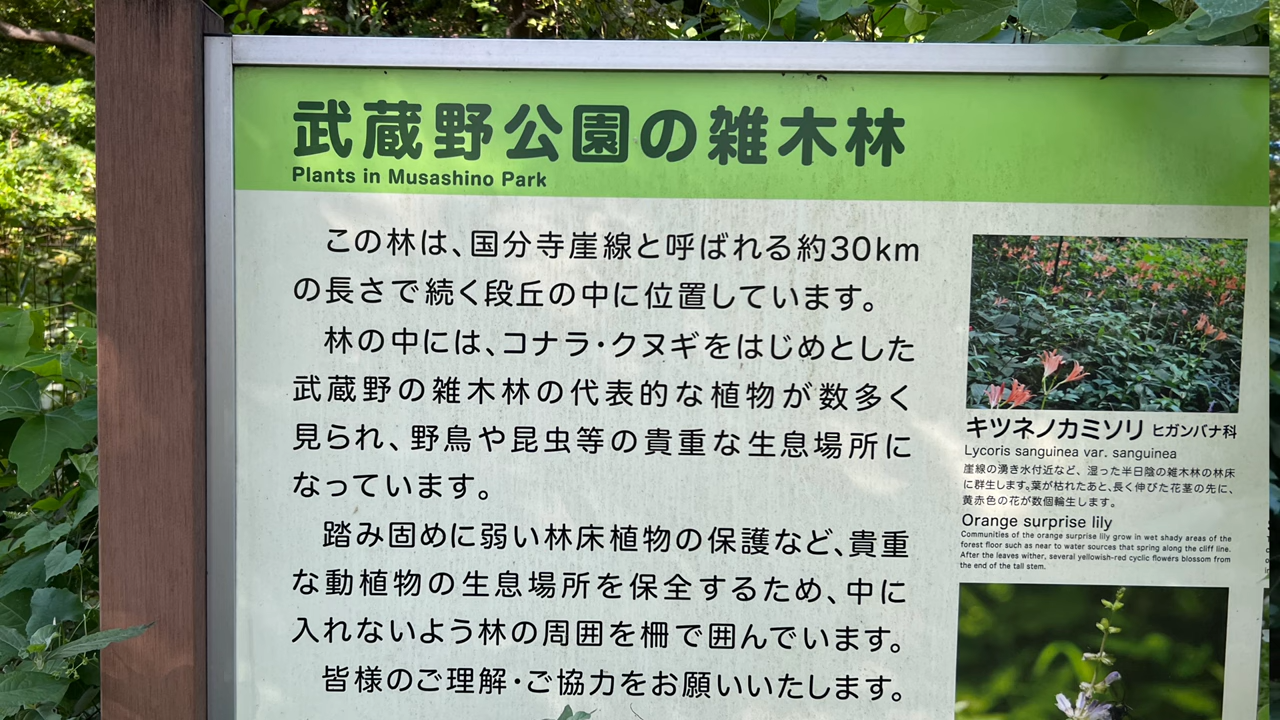 武蔵野公園の雑木林
Plants in Musashino Park
この林は、国分寺崖線と呼ばれる約30km
の長さで続く段丘の中に位置しています。
林の中には、コナラ・クヌギをはじめとした
武蔵野の雑木林の代表的な植物が数多く
見られ、野鳥や昆虫等の貴重な生息場所に
なっています。
踏み固めに弱い林床植物の保護など、貴重
な動植物の生息場所を保全するため、中に
入れないよう林の周囲を柵で囲んでいます。
皆様のご理解・ご協力をお願いいたします。
キツネノカミソリ ヒガンバナ科
Lycoris sanguinea var. sanguinea
崖線の湧き水付近など、湿った半日陰の雑木林の林床
に群生します。葉が枯れたあと、長く伸びた花茎の先に、
黄赤色の花が数個輪生します。
Orange surprise lily
Communities of the orange surprise lily grow in wet shady areas of the
forest floor such as near to water sources that spring along the cliff line.
After the leaves wither, several yellowish-red cyclic flowers blossom from
the end of the tall stem.